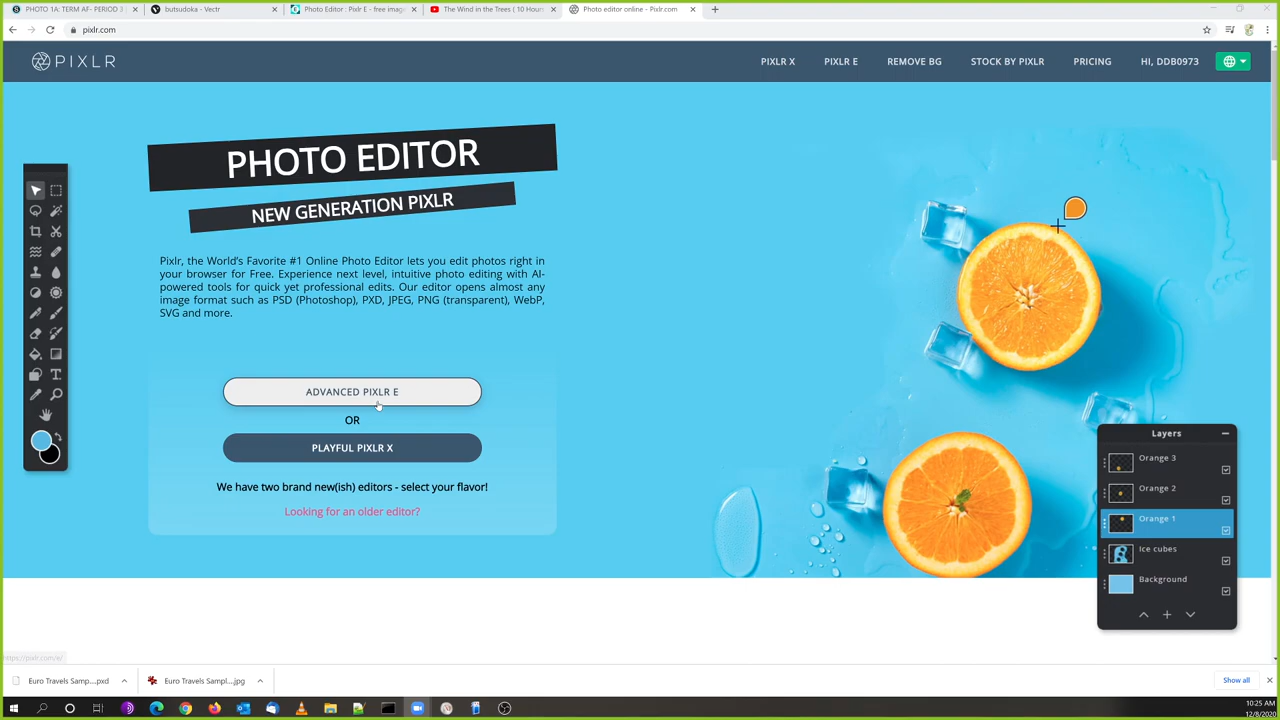 PHOTO 1A: TERM AF- PERIOD 3
butsudoka - Vectr
Photo Editor : Pixlr E - free imag
The Wind in the Trees ( 10 Hours
Photo editor online - Pixlr.com
pixlr.com
PIXLR
PIXLR X
PIXLR E
REMOVE BG
STOCK BY PIXLR
PRICING
HI, DDB0973
PHOTO EDITOR
NEW GENERATION PIXLR
Pixlr, the World's Favorite #1 Online Photo Editor lets you edit photos right in
your browser for Free. Experience next level, intuitive photo editing with AI-
powered tools for quick yet professional edits. Our editor opens almost any
image format such as PSD (Photoshop), PXD, JPEG, PNG (transparent), WebP,
SVG and more.
ADVANCED PIXLR E
OR
PLAYFUL PIXLR X
We have two brand new(ish) editors - select your flavor!
Looking for an older editor?
Layers
Orange 3
Orange 2
Orange 1
Ice cubes
Background
https://pixlr.com/e/
Euro Travels Samp....pxd
Euro Travels Sampl....jpg
Show all
10:25 AM
12/8/2020